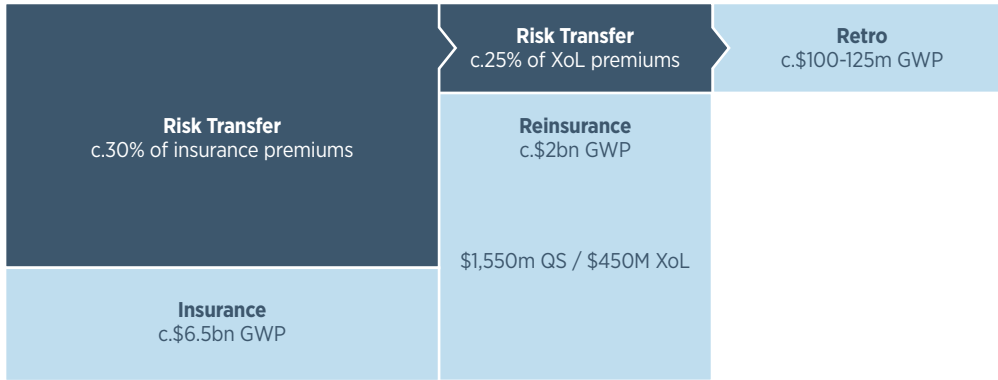 Risk Transfer
c.30% of insurance premiums
Insurance
c.$6.5bn GWP
Risk Transfer
c.25% of XoL premiums
Reinsurance
c.$2bn GWP
$1,550m QS / $450M XoL
Retro
c.$100-125m GWP